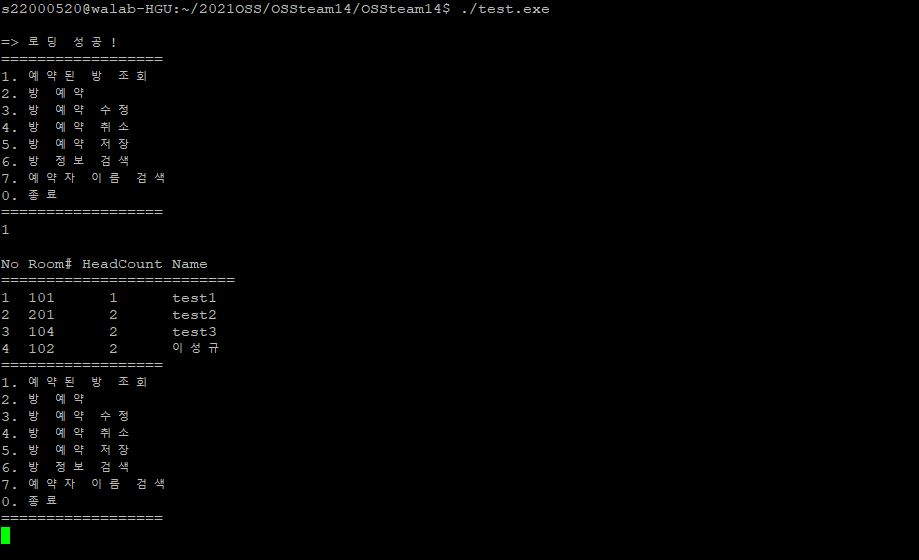 s22000520@walab-HGU:~/2021OSS/OSSteam14/OSSteam14$ ./test.exe
=> 로딩 성공!
==================
1. 예약된 방 조회
2. 방 예약
3. 방 예약 수정
4. 방 예약 취소
5. 방 예약 저장
6. 방 정보 검색
7. 예약자 이름 검색
0. 종료
==================
1
No Room# HeadCount Name
==========================
1 101 1 test1
2 201 2 test2
3 104 2 test3
4 102 2 이성규
==================
1. 예약된 방 조회
2. 방 예약
3. 방 예약 수정
4. 방 예약 취소
5. 방 예약 저장
6. 방 정보 검색
7. 예약자 이름 검색
0. 종료
==================